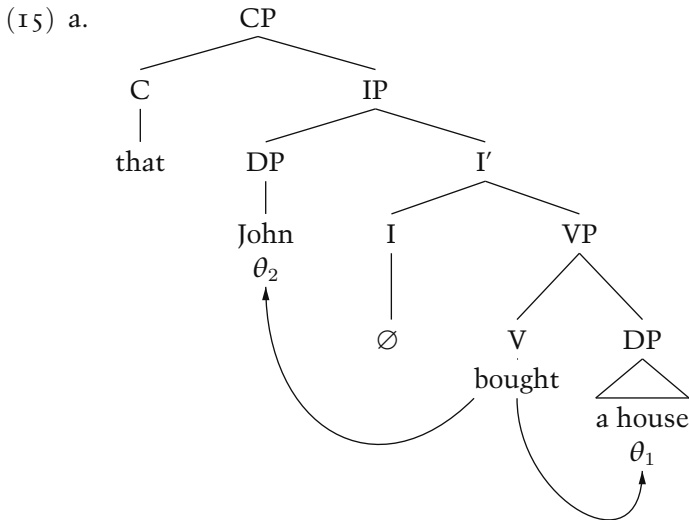 (15) a. CP
C IP
that DP I′
John I VP
θ₂
∅ V DP
bought
a house
θ₁